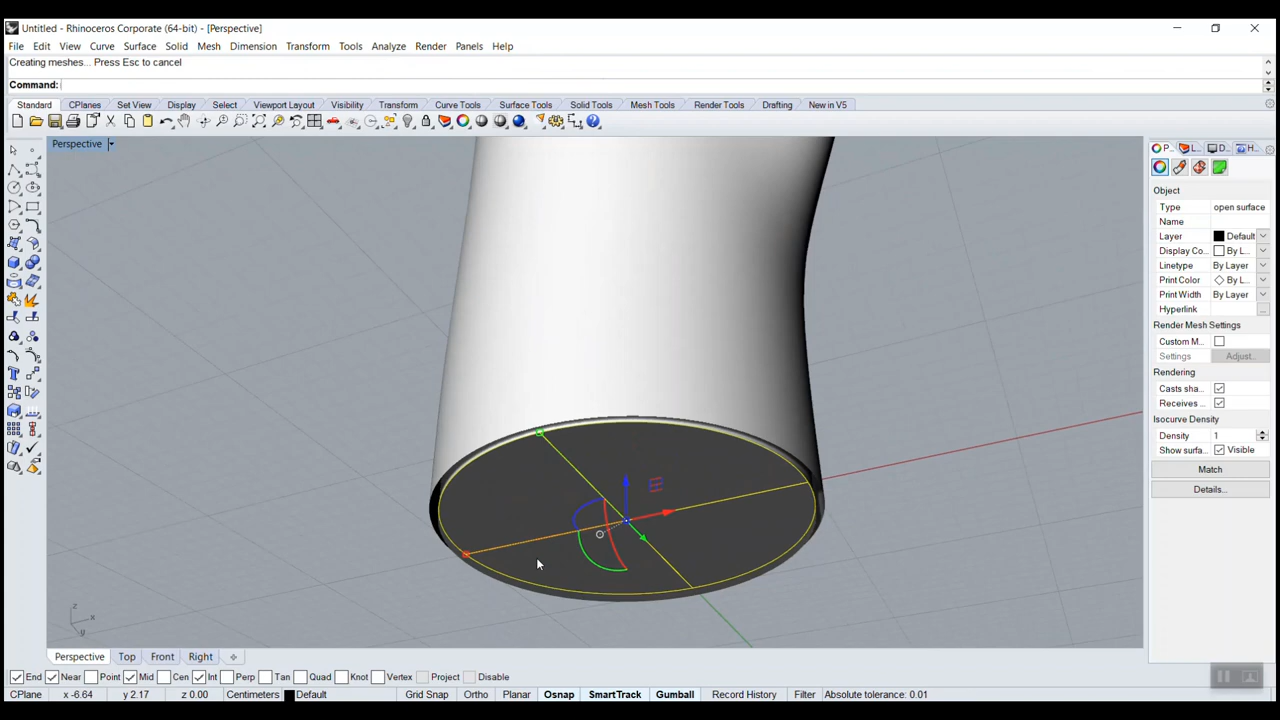 Untitled - Rhinoceros Corporate (64-bit) - [Perspective]
File Edit View Curve Surface Solid Mesh Dimension Transform Tools Analyze Render Panels Help
Creating meshes... Press Esc to cancel
Command:
Standard CPlanes Set View Display Select Viewport Layout Visibility Transform Curve Tools Surface Tools Solid Tools Mesh Tools Render Tools Drafting New in V5
Perspective
P... L... D... H...
Object
Type open surface
Name
Layer Default
Display Co... By L...
Linetype By Layer
Print Color By L...
Print Width By Layer
Hyperlink ...
Render Mesh Settings
Custom M...
Settings Adjust...
Rendering
Casts sha...
Receives ...
Isocurve Density
Density 1
Show surfa... Visible
Match
Details...
z
x
y
Perspective Top Front Right
End Near Point Mid Cen Int Perp Tan Quad Knot Vertex Project Disable
CPlane x -6.64 y 2.17 z 0.00 Centimeters Default Grid Snap Ortho Planar Osnap SmartTrack Gumball Record History Filter Absolute tolerance: 0.01